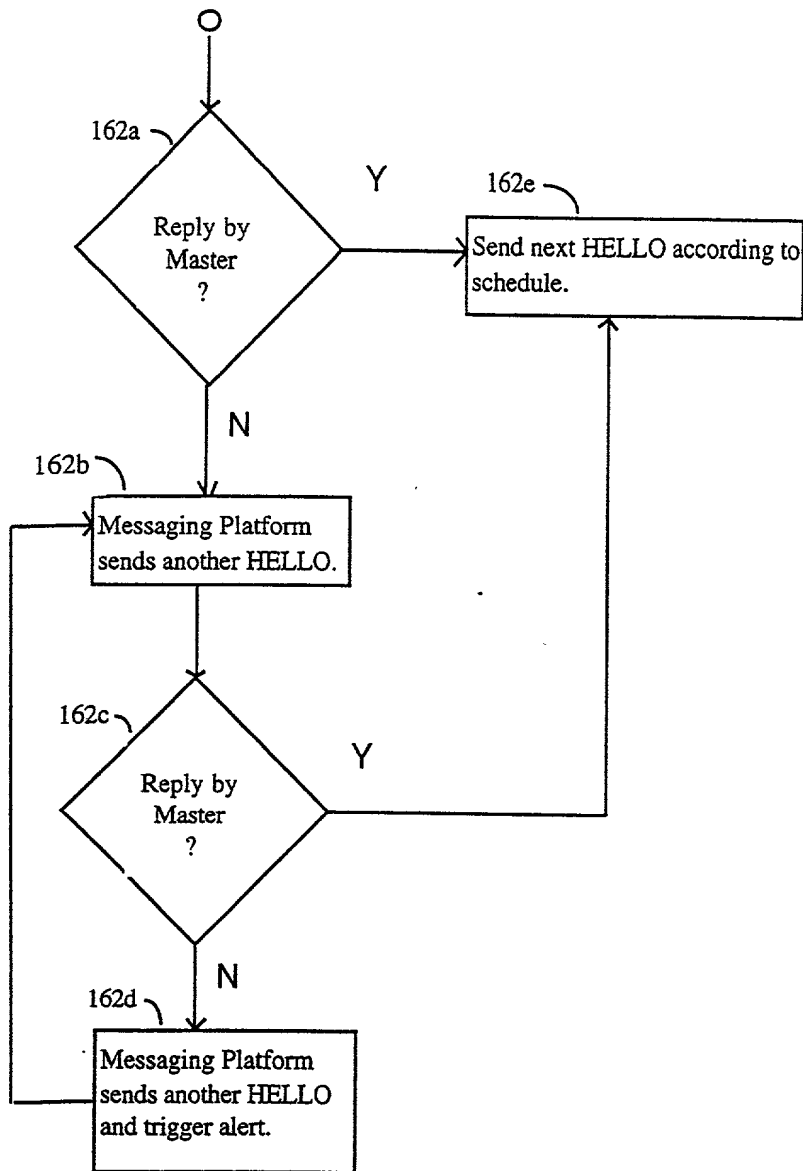 O
162a
Reply by
Master
?
Y
162e
Send next HELLO according to
schedule.
N
162b
Messaging Platform
sends another HELLO.
162c
Reply by
Master
?
Y
N
162d
Messaging Platform
sends another HELLO
and trigger alert.